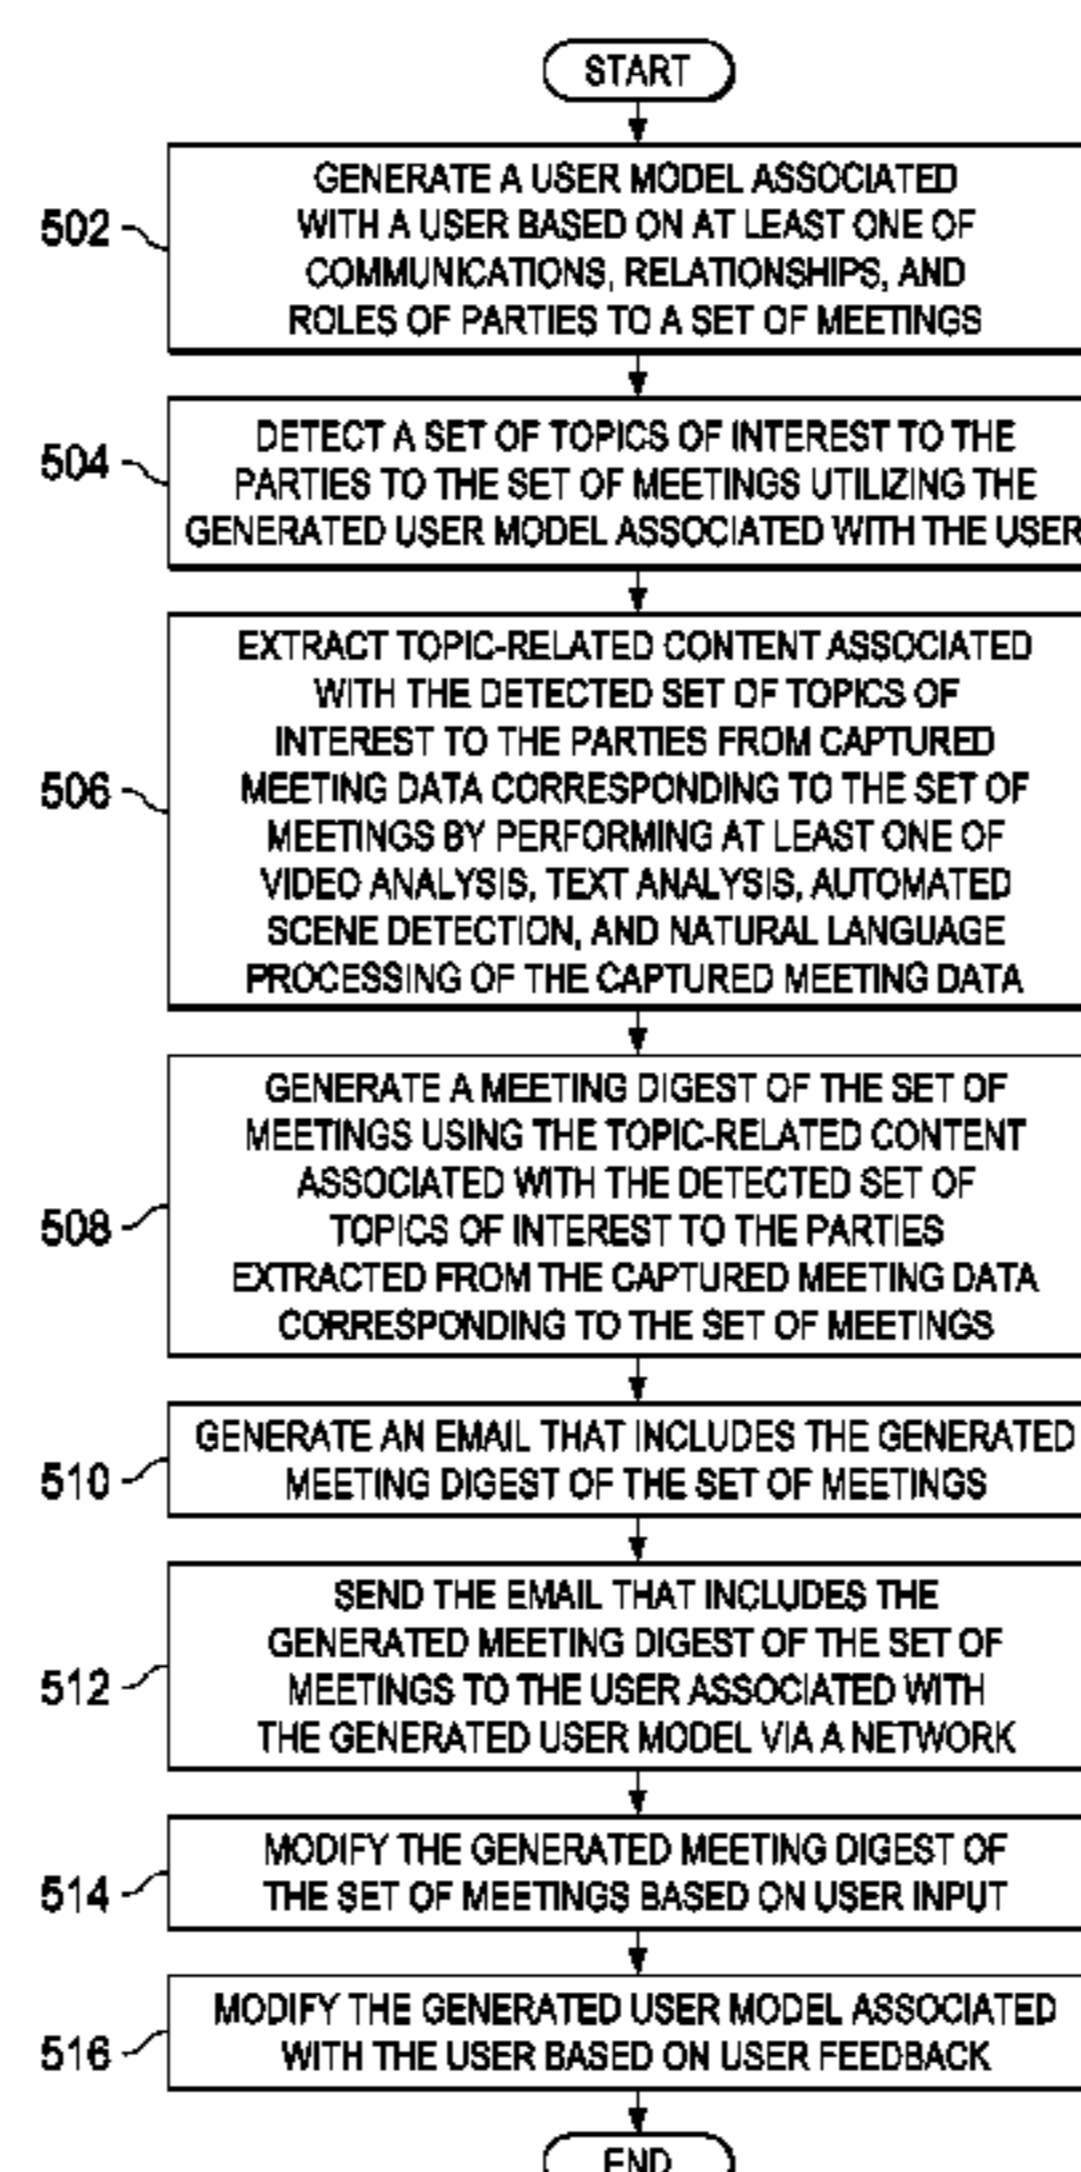 START
502
GENERATE A USER MODEL ASSOCIATED
WITH A USER BASED ON AT LEAST ONE OF
COMMUNICATIONS, RELATIONSHIPS, AND
ROLES OF PARTIES TO A SET OF MEETINGS
504
DETECT A SET OF TOPICS OF INTEREST TO THE
PARTIES TO THE SET OF MEETINGS UTILIZING THE
GENERATED USER MODEL ASSOCIATED WITH THE USER
506
EXTRACT TOPIC-RELATED CONTENT ASSOCIATED
WITH THE DETECTED SET OF TOPICS OF
INTEREST TO THE PARTIES FROM CAPTURED
MEETING DATA CORRESPONDING TO THE SET OF
MEETINGS BY PERFORMING AT LEAST ONE OF
VIDEO ANALYSIS, TEXT ANALYSIS, AUTOMATED
SCENE DETECTION, AND NATURAL LANGUAGE
PROCESSING OF THE CAPTURED MEETING DATA
508
GENERATE A MEETING DIGEST OF THE SET OF
MEETINGS USING THE TOPIC-RELATED CONTENT
ASSOCIATED WITH THE DETECTED SET OF
TOPICS OF INTEREST TO THE PARTIES
EXTRACTED FROM THE CAPTURED MEETING DATA
CORRESPONDING TO THE SET OF MEETINGS
510
GENERATE AN EMAIL THAT INCLUDES THE GENERATED
MEETING DIGEST OF THE SET OF MEETINGS
512
SEND THE EMAIL THAT INCLUDES THE
GENERATED MEETING DIGEST OF THE SET OF
MEETINGS TO THE USER ASSOCIATED WITH
THE GENERATED USER MODEL VIA A NETWORK
514
MODIFY THE GENERATED MEETING DIGEST OF
THE SET OF MEETINGS BASED ON USER INPUT
516
MODIFY THE GENERATED USER MODEL ASSOCIATED
WITH THE USER BASED ON USER FEEDBACK
END